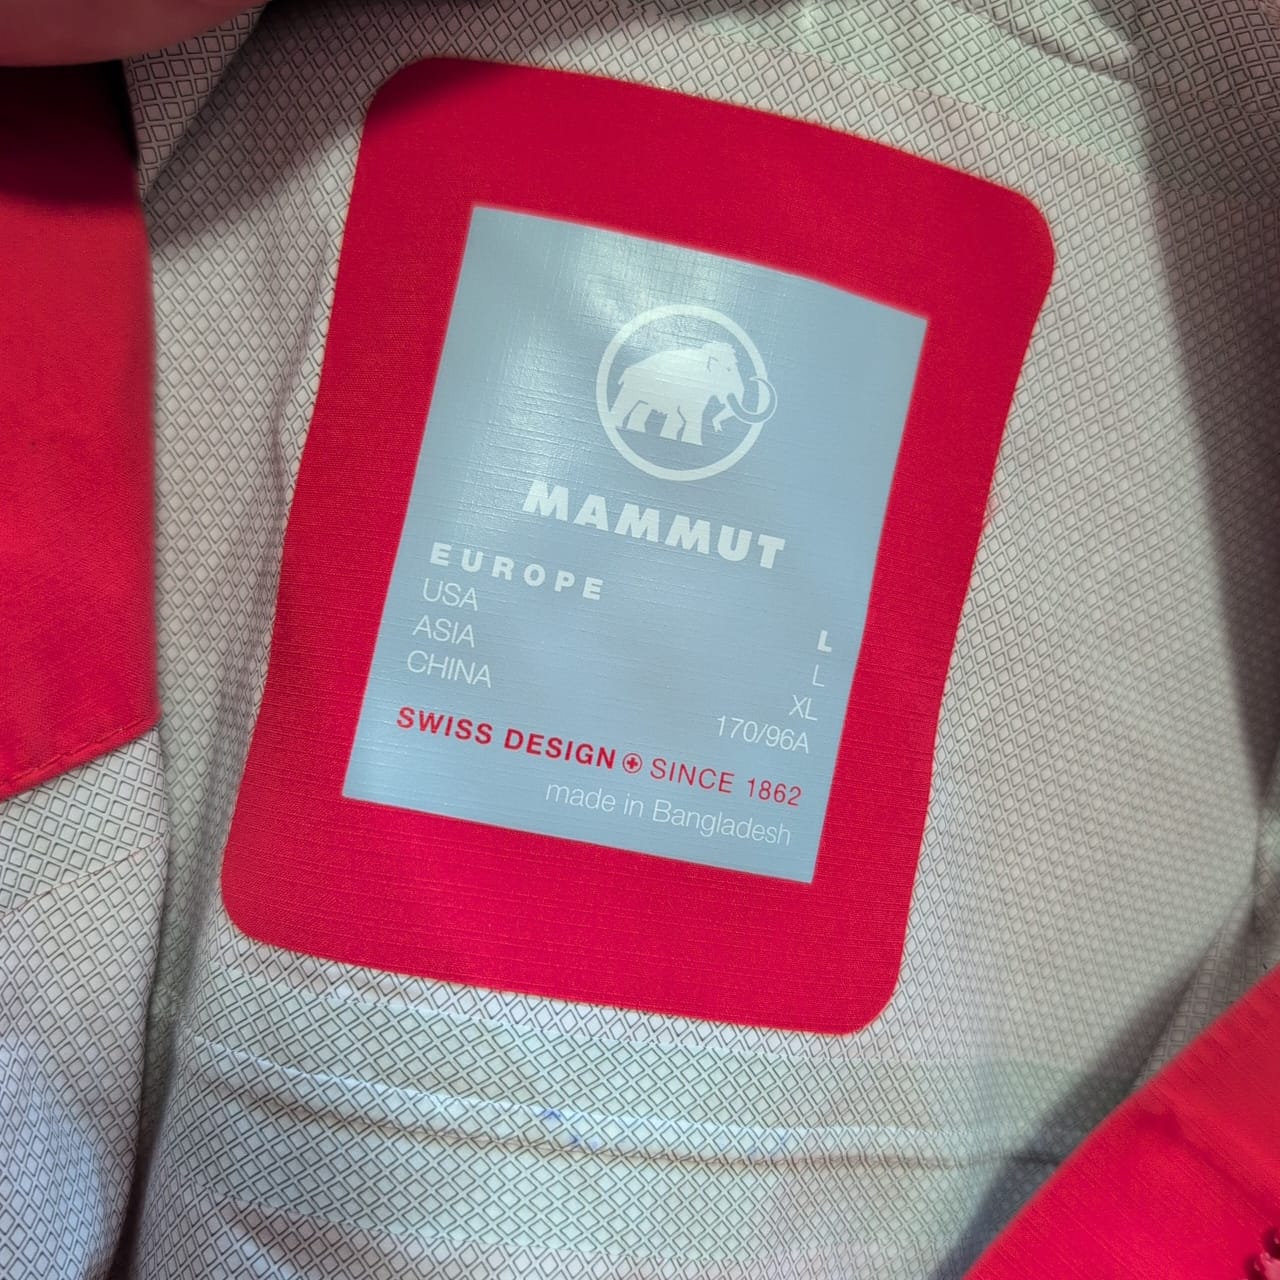 MAMMUT
EUROPE L
USA L
ASIA XL
CHINA 170/96A
SWISS DESIGN SINCE 1862
made in Bangladesh